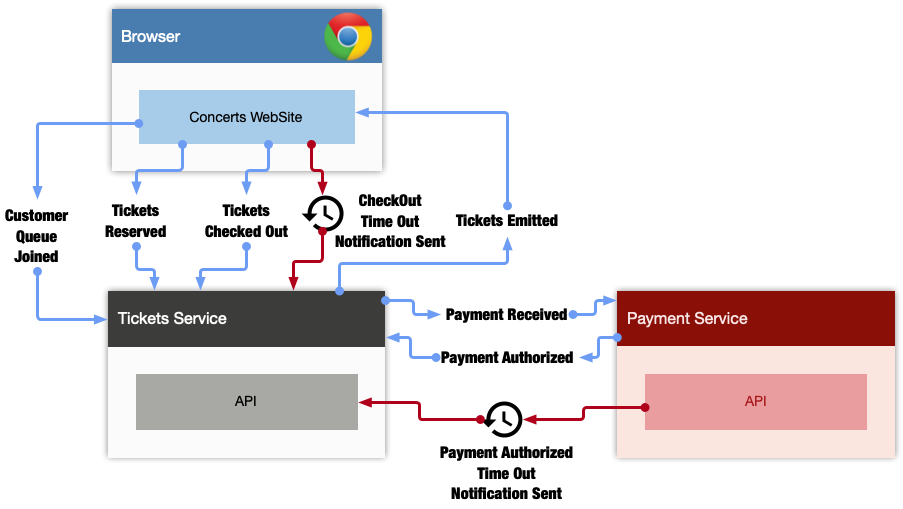 Browser
Concerts WebSite
Customer
Queue
Joined
Tickets
Reserved
Tickets
Checked Out
CheckOut
Time Out
Notification Sent
Tickets Emitted
Tickets Service
API
Payment Received
Payment Authorized
Payment Service
API
Payment Authorized
Time Out
Notification Sent